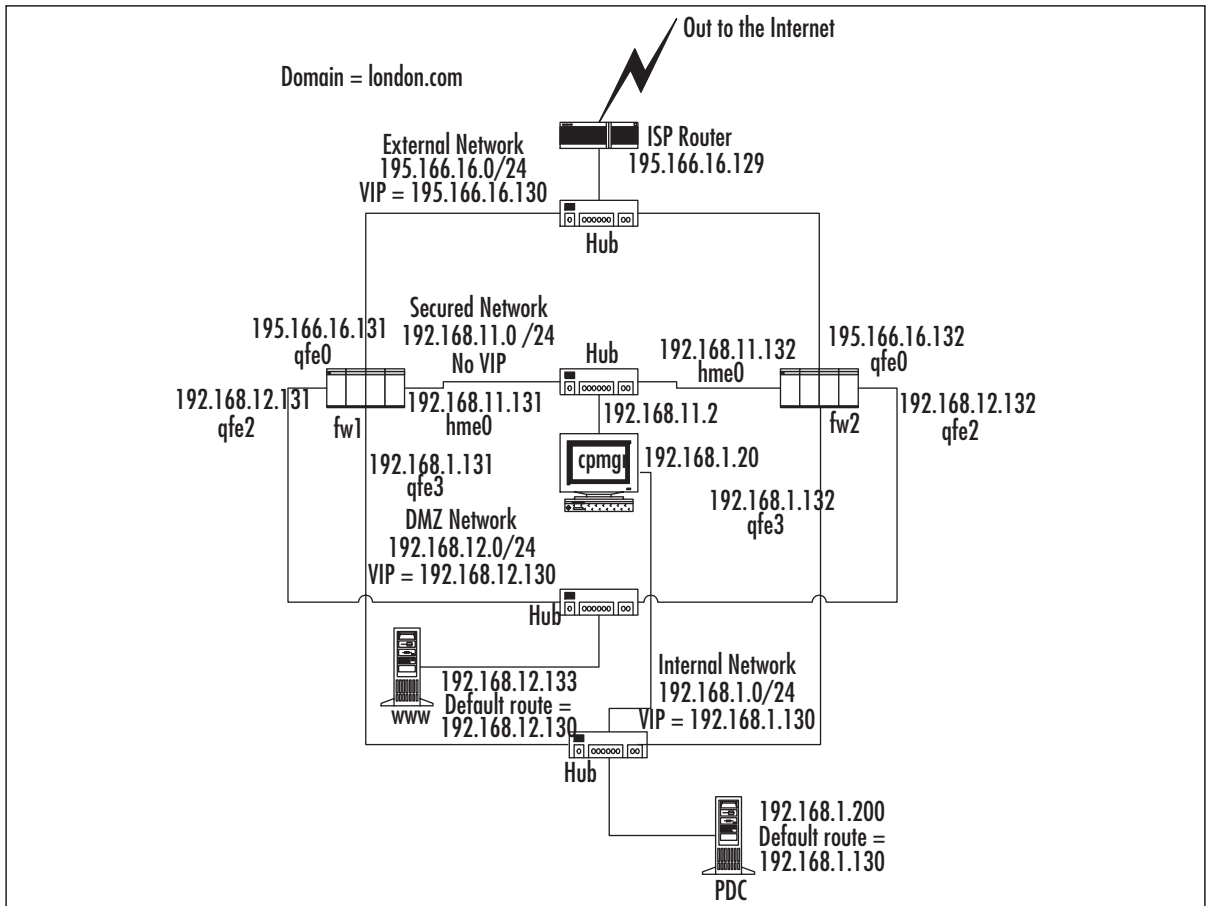 Out to the Internet
Domain = london.com
ISP Router
195.166.16.129
External Network
195.166.16.0/24
VIP = 195.166.16.130
Hub
Secured Network
192.168.11.0 /24
No VIP
Hub
195.166.16.131
qfe0
192.168.12.131
qfe2
fw1
192.168.11.131
hme0
192.168.11.132
hme0
195.166.16.132
qfe0
192.168.12.132
qfe2
fw2
192.168.11.2
cpmgr
192.168.1.20
192.168.1.131
qfe3
192.168.1.132
qfe3
DMZ Network
192.168.12.0/24
VIP = 192.168.12.130
Hub
www
192.168.12.133
Default route =
192.168.12.130
Internal Network
192.168.1.0/24
VIP = 192.168.1.130
Hub
192.168.1.200
Default route =
192.168.1.130
PDC